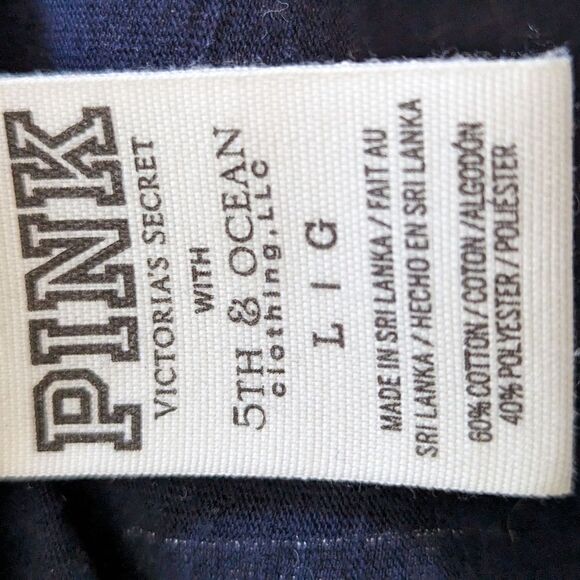 PINK
VICTORIA'S SECRET
WITH
5TH & OCEAN
clothing, LLC
L / G
MADE IN SRI LANKA / FAIT AU
SRI LANKA / HECHO EN SRI LANKA
60% COTTON / COTON / ALGODÓN
40% POLYESTER / POLIÉSTER